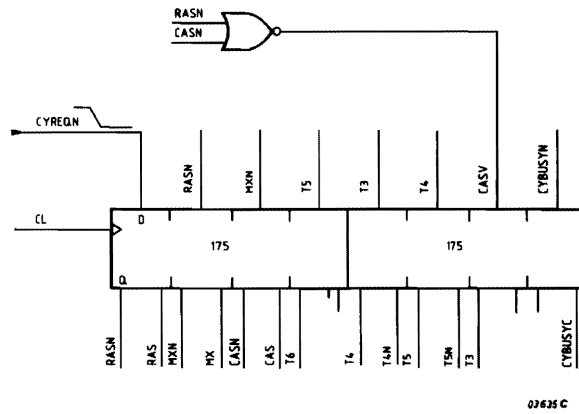 RASN
CASN
CYREQN
RASN
MXN
T5
T3
T4
CASV
CYBUSYN
CL
D
175
175
Q
RASN
RAS
MXN
MX
CASN
CAS
T6
T4
T4N
T5
T5N
T3
CYBUSYC
03635 C